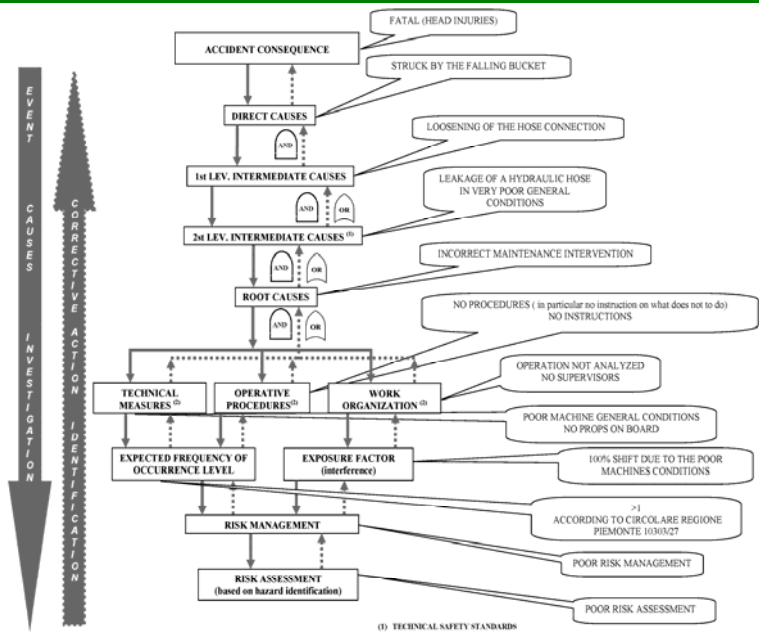 FATAL (HEAD INJURIES)
ACCIDENT CONSEQUENCE
STRUCK BY THE FALLING BUCKET
DIRECT CAUSES
AND
LOOSENING OF THE HOSE CONNECTION
1st LEV. INTERMEDIATE CAUSES
LEAKAGE OF A HYDRAULIC HOSE
IN VERY POOR GENERAL
CONDITIONS
AND
OR
2st LEV. INTERMEDIATE CAUSES (1)
INCORRECT MAINTENANCE INTERVENTION
AND
OR
ROOT CAUSES
NO PROCEDURES ( in particular no instruction on what does not to do)
NO INSTRUCTIONS
AND
OR
OPERATION NOT ANALYZED
NO SUPERVISORS
TECHNICAL
MEASURES (2)
OPERATIVE
PROCEDURES(2)
WORK
ORGANIZATION (2)
POOR MACHINE GENERAL CONDITIONS
NO PROPS ON BOARD
EXPECTED FREQUENCY OF
OCCURRENCE LEVEL
EXPOSURE FACTOR
(interference)
100% SHIFT DUE TO THE POOR
MACHINES CONDITIONS
>1
ACCORDING TO CIRCOLARE REGIONE
PIEMONTE 10303/27
RISK MANAGEMENT
POOR RISK MANAGEMENT
RISK ASSESSMENT
(based on hazard identification)
POOR RISK ASSESSMENT
(1) TECHNICAL SAFETY STANDARDS
EVENT CAUSES INVESTIGATION
CORRECTIVE ACTION IDENTIFICATION